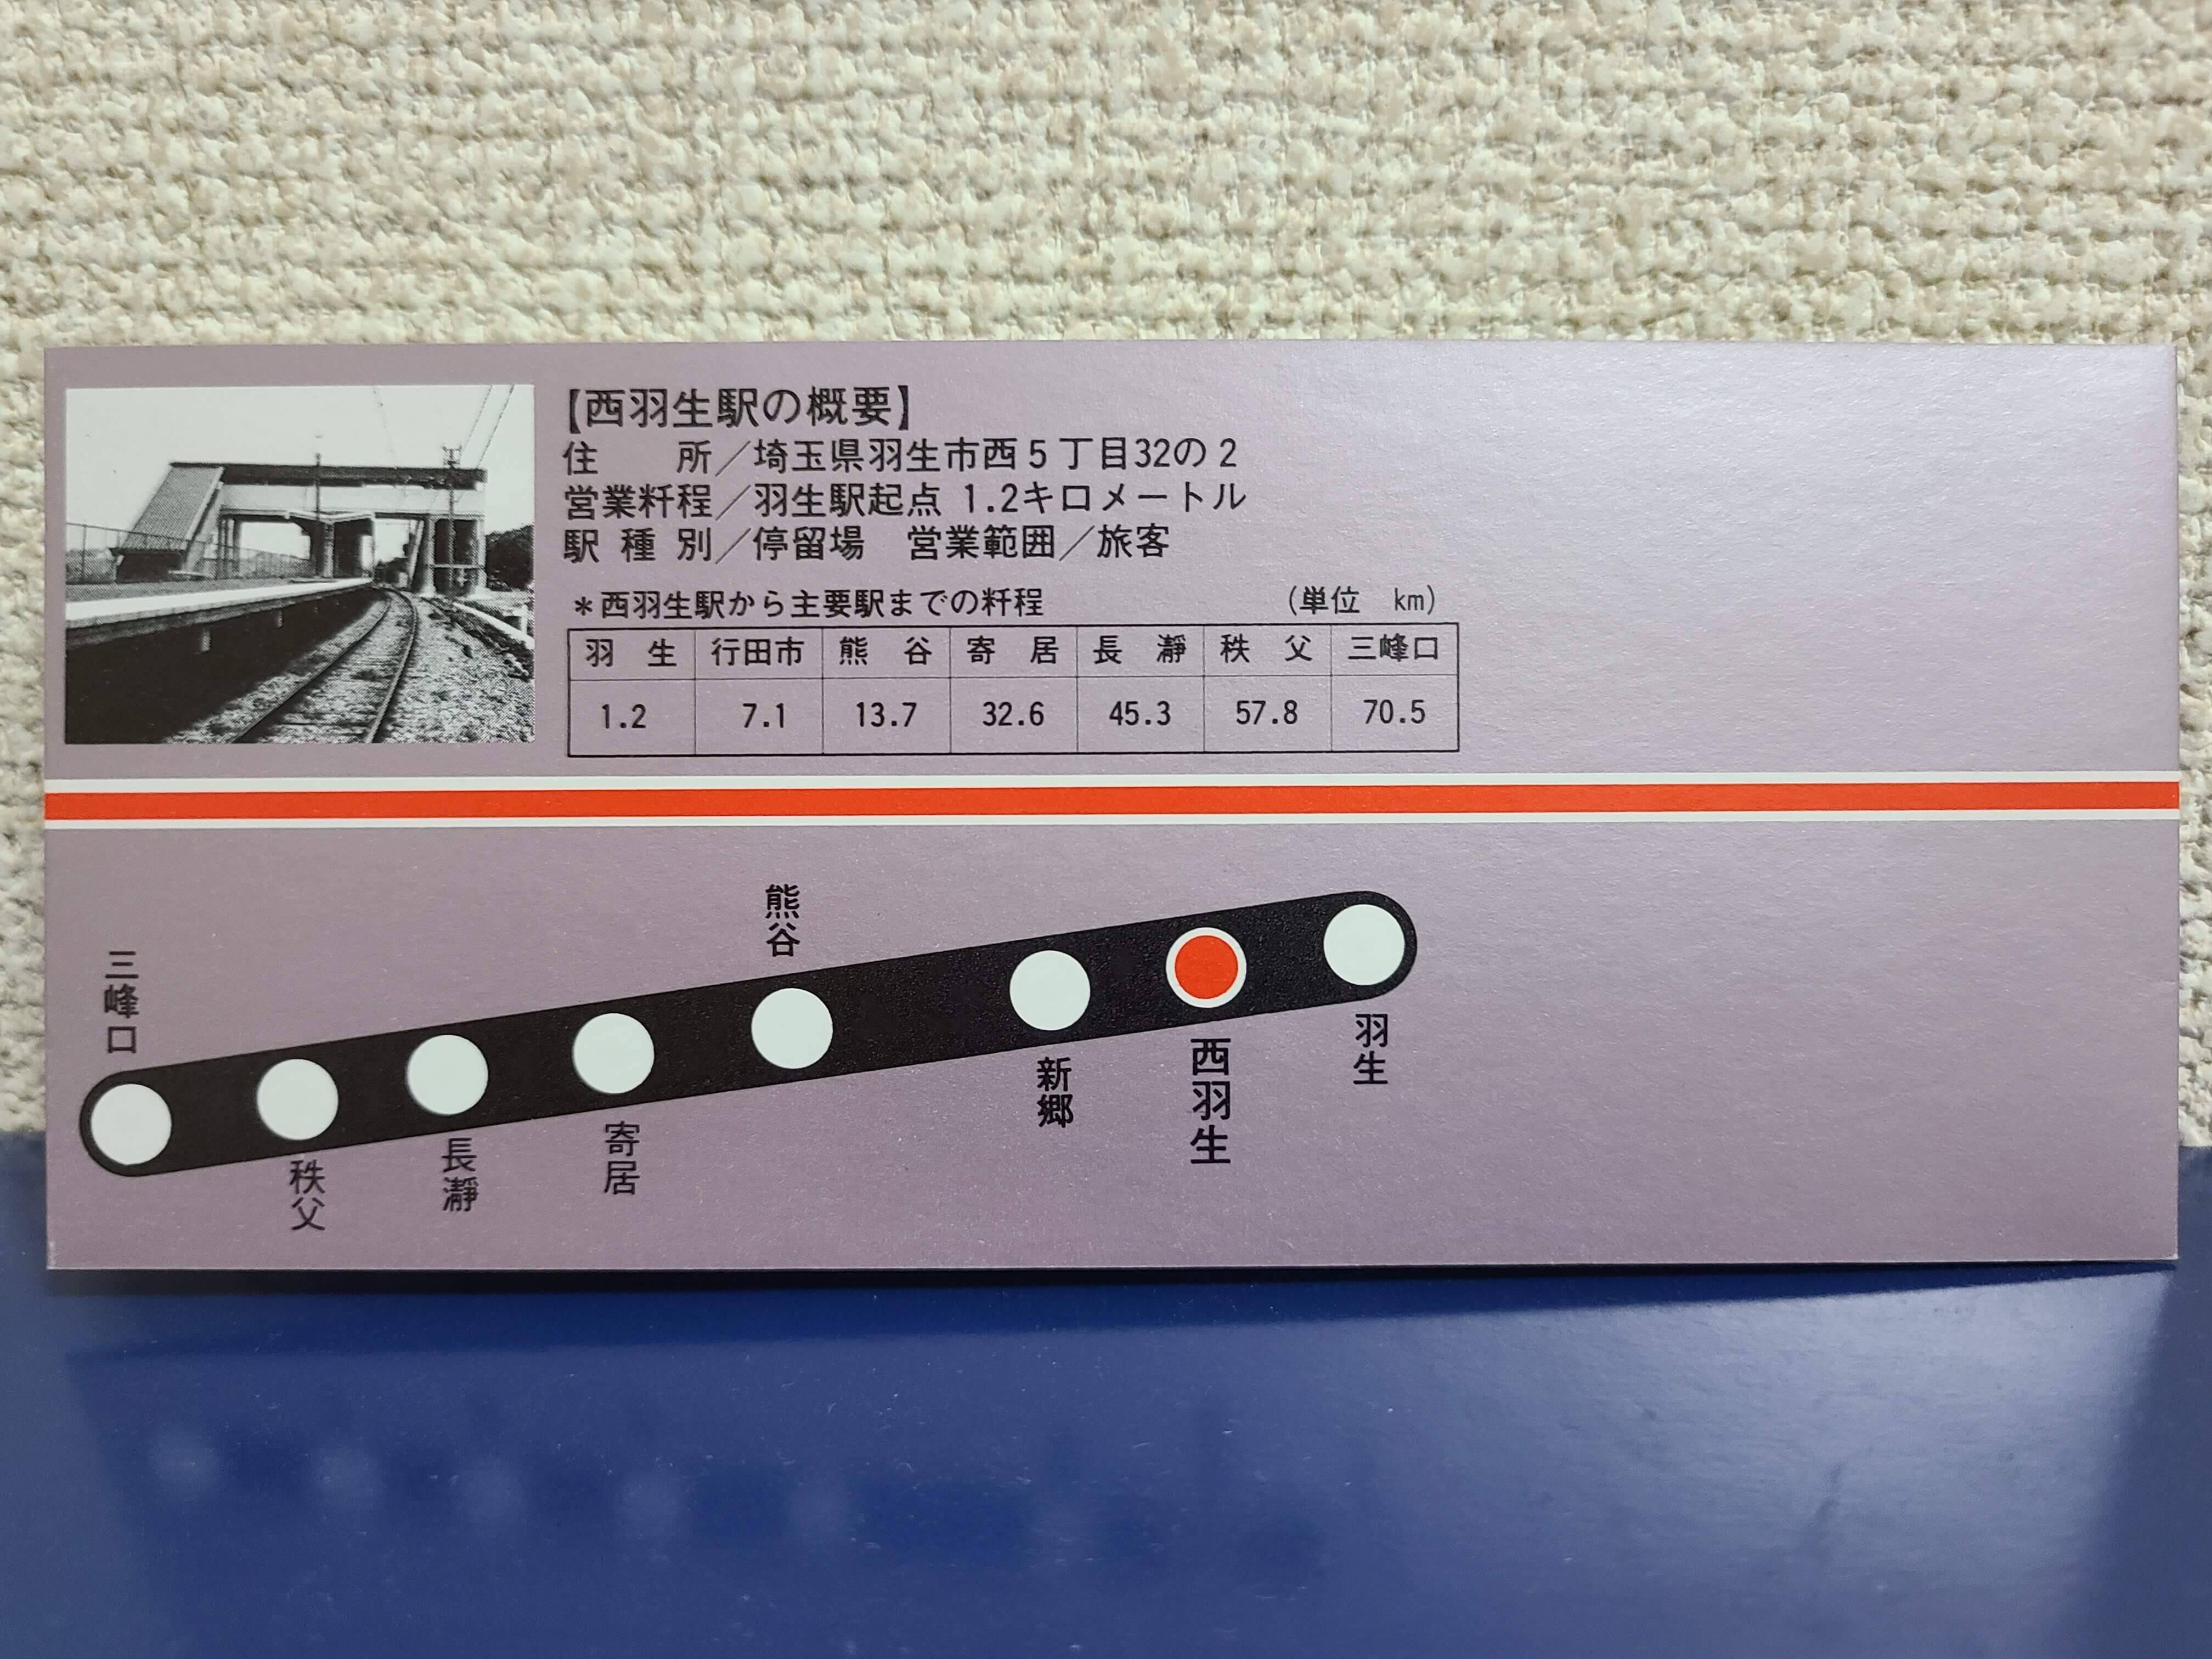 【西羽生駅の概要】
住　　所／埼玉県羽生市西５丁目32の２
営業粁程／羽生駅起点 1.2キロメートル
駅 種 別／停留場　営業範囲／旅客
＊西羽生駅から主要駅までの粁程　（単位　km）
羽　生　行田市　熊　谷　寄　居　長　瀞　秩　父　三峰口
1.2　7.1　13.7　32.6　45.3　57.8　70.5
三峰口
秩父
長瀞
寄居
熊谷
新郷
西羽生
羽生